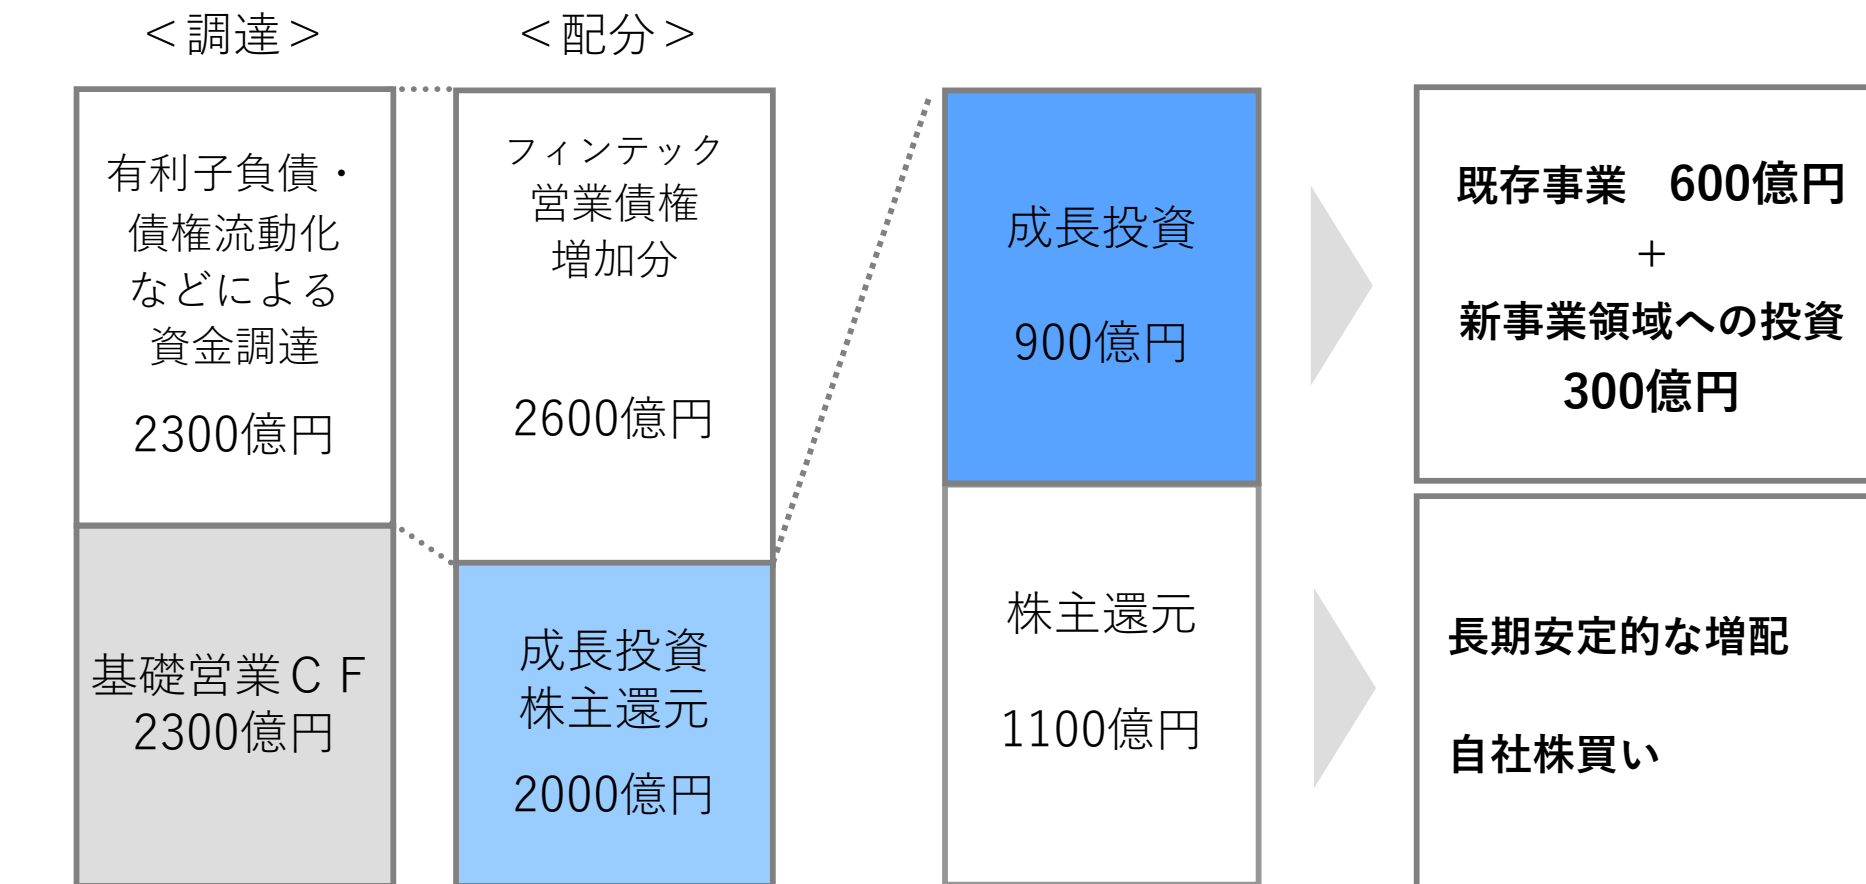 ＜調達＞
＜配分＞
有利子負債・
債権流動化
などによる
資金調達
2300億円
基礎営業ＣＦ
2300億円
フィンテック
営業債権
増加分
2600億円
成長投資
株主還元
2000億円
成長投資
900億円
株主還元
1100億円
既存事業　600億円
＋
新事業領域への投資
300億円
長期安定的な増配
自社株買い